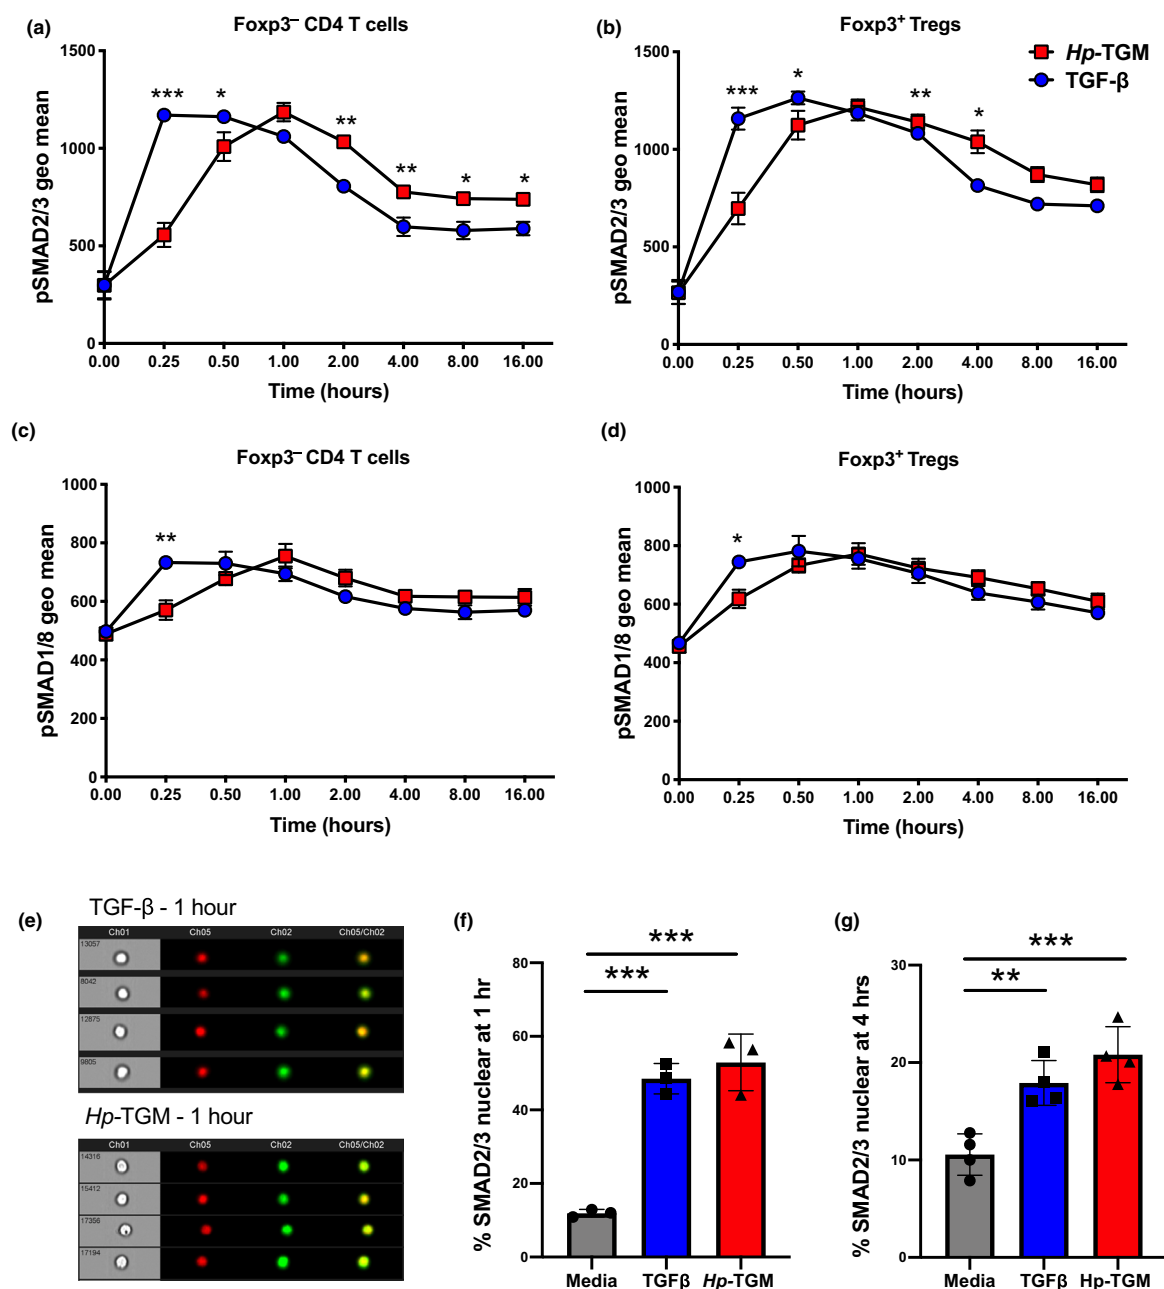 (a)
Foxp3– CD4 T cells
1500
1000
500
0
pSMAD2/3 geo mean
***
*
**
**
*
*
0.00 0.25 0.50 1.00 2.00 4.00 8.00 16.00
Time (hours)
(b)
Foxp3+ Tregs
Hp-TGM
TGF-β
1500
1000
500
0
pSMAD2/3 geo mean
***
*
**
*
0.00 0.25 0.50 1.00 2.00 4.00 8.00 16.00
Time (hours)
(c)
Foxp3– CD4 T cells
1000
800
600
400
200
0
pSMAD1/8 geo mean
**
0.00 0.25 0.50 1.00 2.00 4.00 8.00 16.00
Time (hours)
(d)
Foxp3+ Tregs
1000
800
600
400
200
0
pSMAD1/8 geo mean
*
0.00 0.25 0.50 1.00 2.00 4.00 8.00 16.00
Time (hours)
(e)
TGF-β - 1 hour
Ch01 Ch05 Ch02 Ch05/Ch02
13057
8042
12875
9805
Hp-TGM - 1 hour
Ch01 Ch05 Ch02 Ch05/Ch02
14316
15412
17356
17194
(f)
***
***
80
60
40
20
0
% SMAD2/3 nuclear at 1 hr
Media TGFβ Hp-TGM
(g)
***
**
30
20
10
0
% SMAD2/3 nuclear at 4 hrs
Media TGFβ Hp-TGM